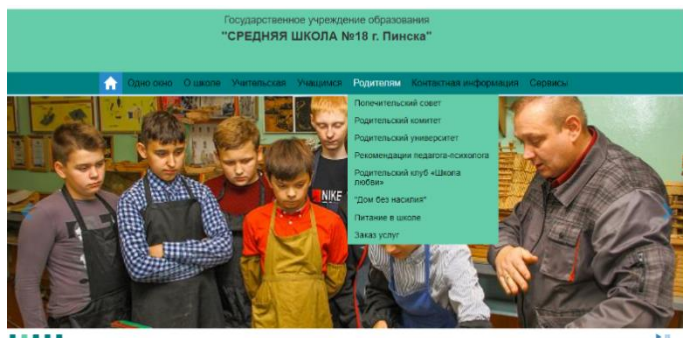 Государственное учреждение образования
"СРЕДНЯЯ ШКОЛА №18 г. Пинска"
Одно окно О школе Учительская Учащимся Родителям Контактная информация Сервисы
Попечительский совет
Родительский комитет
Родительский университет
Рекомендации педагога-психолога
Родительский клуб «Школа
любви»
"Дом без насилия"
Питание в школе
Заказ услуг
NIKE